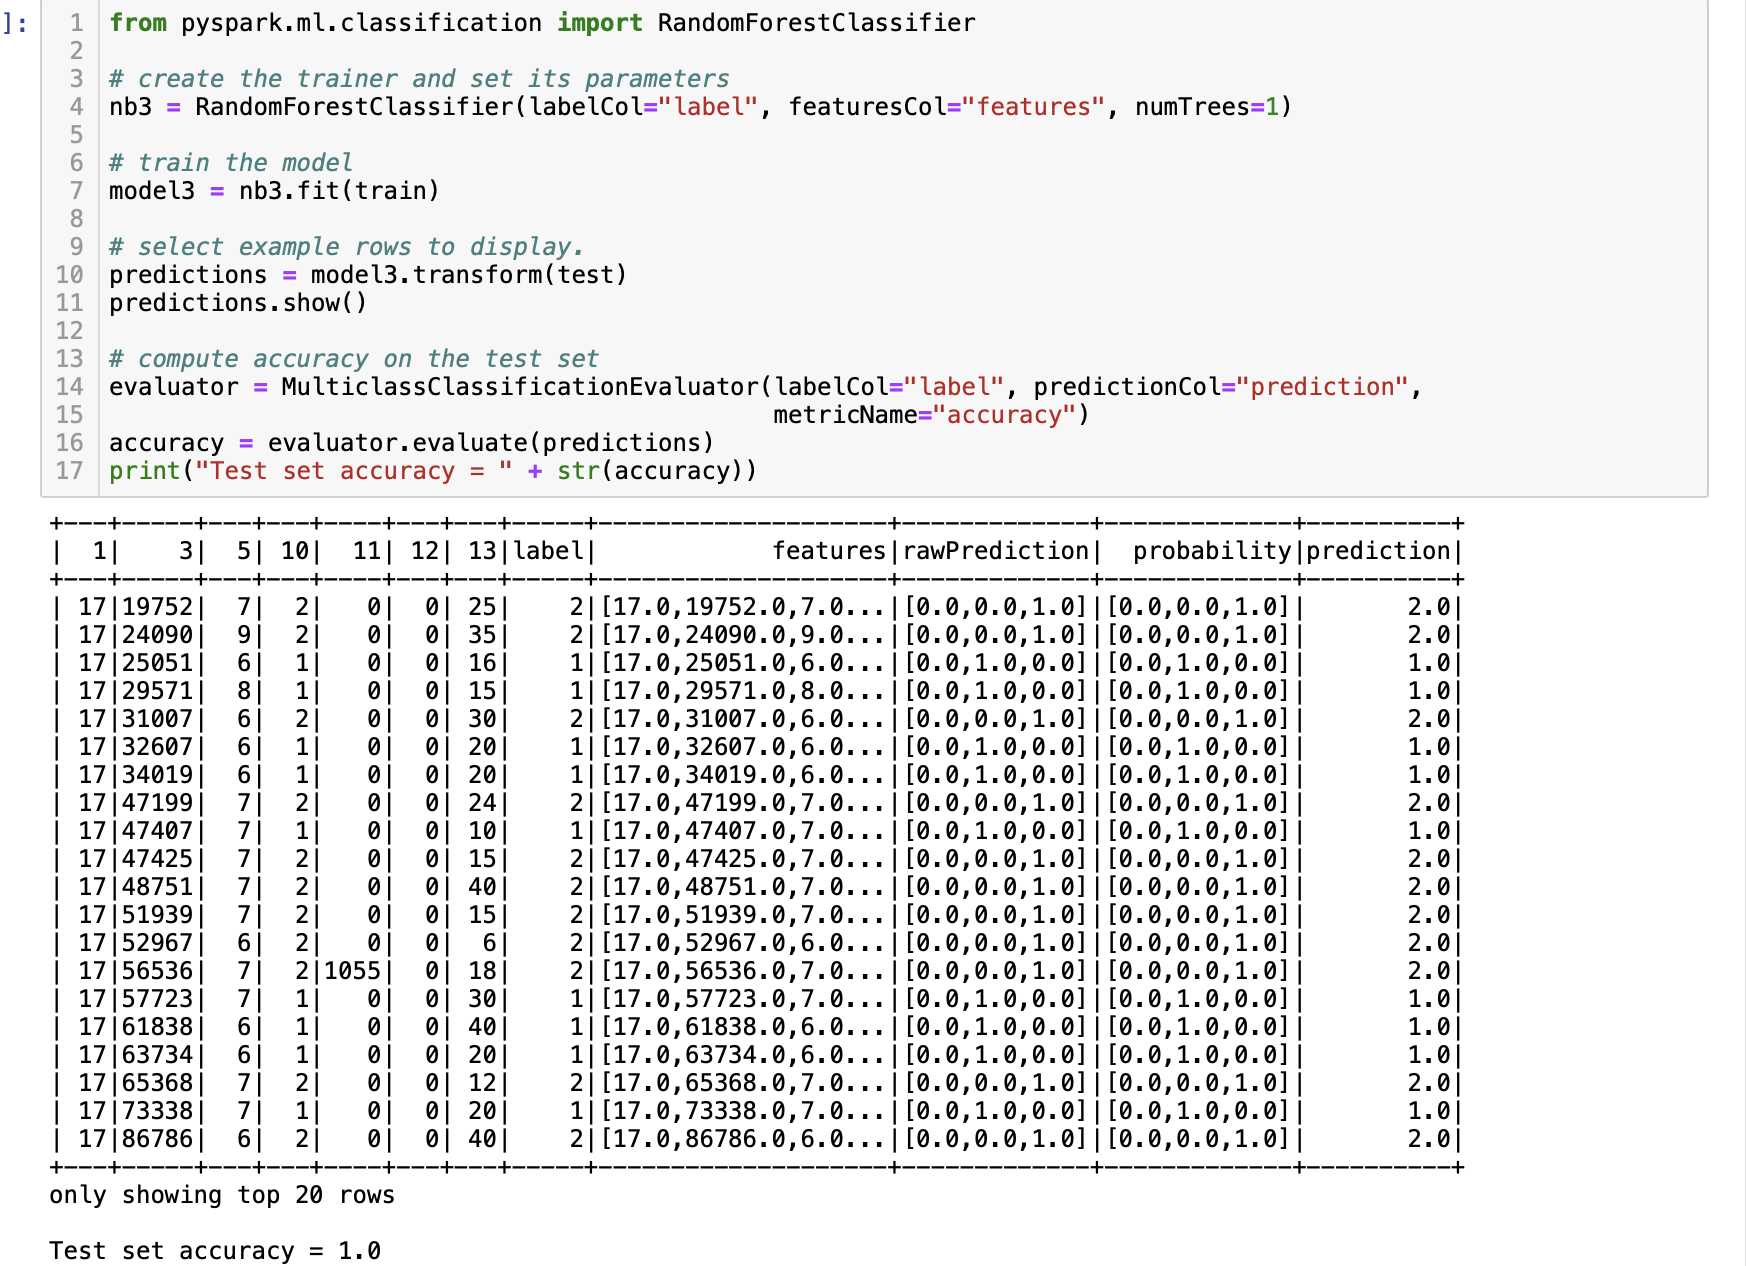 ]:
1 from pyspark.ml.classification import RandomForestClassifier
2
3 # create the trainer and set its parameters
4 nb3 = RandomForestClassifier(labelCol="label", featuresCol="features", numTrees=1)
5
6 # train the model
7 model3 = nb3.fit(train)
8
9 # select example rows to display.
10 predictions = model3.transform(test)
11 predictions.show()
12
13 # compute accuracy on the test set
14 evaluator = MulticlassClassificationEvaluator(labelCol="label", predictionCol="prediction",
15                                               metricName="accuracy")
16 accuracy = evaluator.evaluate(predictions)
17 print("Test set accuracy = " + str(accuracy))
+---+-----+---+---+----+---+---+-----+--------------------+-------------+-------------+----------+
|  1|    3|  5| 10|  11| 12| 13|label|            features|rawPrediction|  probability|prediction|
+---+-----+---+---+----+---+---+-----+--------------------+-------------+-------------+----------+
| 17|19752|  7|  2|   0|  0| 25|    2|[17.0,19752.0,7.0...|[0.0,0.0,1.0]|[0.0,0.0,1.0]|       2.0|
| 17|24090|  9|  2|   0|  0| 35|    2|[17.0,24090.0,9.0...|[0.0,0.0,1.0]|[0.0,0.0,1.0]|       2.0|
| 17|25051|  6|  1|   0|  0| 16|    1|[17.0,25051.0,6.0...|[0.0,1.0,0.0]|[0.0,1.0,0.0]|       1.0|
| 17|29571|  8|  1|   0|  0| 15|    1|[17.0,29571.0,8.0...|[0.0,1.0,0.0]|[0.0,1.0,0.0]|       1.0|
| 17|31007|  6|  2|   0|  0| 30|    2|[17.0,31007.0,6.0...|[0.0,0.0,1.0]|[0.0,0.0,1.0]|       2.0|
| 17|32607|  6|  1|   0|  0| 20|    1|[17.0,32607.0,6.0...|[0.0,1.0,0.0]|[0.0,1.0,0.0]|       1.0|
| 17|34019|  6|  1|   0|  0| 20|    1|[17.0,34019.0,6.0...|[0.0,1.0,0.0]|[0.0,1.0,0.0]|       1.0|
| 17|47199|  7|  2|   0|  0| 24|    2|[17.0,47199.0,7.0...|[0.0,0.0,1.0]|[0.0,0.0,1.0]|       2.0|
| 17|47407|  7|  1|   0|  0| 10|    1|[17.0,47407.0,7.0...|[0.0,1.0,0.0]|[0.0,1.0,0.0]|       1.0|
| 17|47425|  7|  2|   0|  0| 15|    2|[17.0,47425.0,7.0...|[0.0,0.0,1.0]|[0.0,0.0,1.0]|       2.0|
| 17|48751|  7|  2|   0|  0| 40|    2|[17.0,48751.0,7.0...|[0.0,0.0,1.0]|[0.0,0.0,1.0]|       2.0|
| 17|51939|  7|  2|   0|  0| 15|    2|[17.0,51939.0,7.0...|[0.0,0.0,1.0]|[0.0,0.0,1.0]|       2.0|
| 17|52967|  6|  2|   0|  0|  6|    2|[17.0,52967.0,6.0...|[0.0,0.0,1.0]|[0.0,0.0,1.0]|       2.0|
| 17|56536|  7|  2|1055|  0| 18|    2|[17.0,56536.0,7.0...|[0.0,0.0,1.0]|[0.0,0.0,1.0]|       2.0|
| 17|57723|  7|  1|   0|  0| 30|    1|[17.0,57723.0,7.0...|[0.0,1.0,0.0]|[0.0,1.0,0.0]|       1.0|
| 17|61838|  6|  1|   0|  0| 40|    1|[17.0,61838.0,6.0...|[0.0,1.0,0.0]|[0.0,1.0,0.0]|       1.0|
| 17|63734|  6|  1|   0|  0| 20|    1|[17.0,63734.0,6.0...|[0.0,1.0,0.0]|[0.0,1.0,0.0]|       1.0|
| 17|65368|  7|  2|   0|  0| 12|    2|[17.0,65368.0,7.0...|[0.0,0.0,1.0]|[0.0,0.0,1.0]|       2.0|
| 17|73338|  7|  1|   0|  0| 20|    1|[17.0,73338.0,7.0...|[0.0,1.0,0.0]|[0.0,1.0,0.0]|       1.0|
| 17|86786|  6|  2|   0|  0| 40|    2|[17.0,86786.0,6.0...|[0.0,0.0,1.0]|[0.0,0.0,1.0]|       2.0|
+---+-----+---+---+----+---+---+-----+--------------------+-------------+-------------+----------+
only showing top 20 rows

Test set accuracy = 1.0